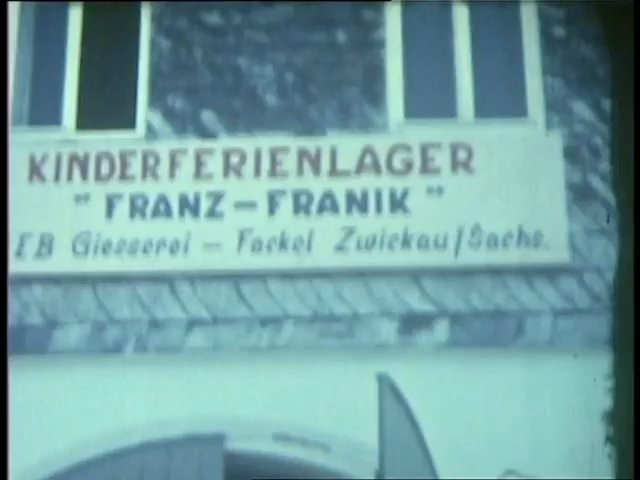 KINDERFERIENLAGER
"FRANZ-FRANIK"
EB Giesserei - Fackel Zwickau/Sachs.